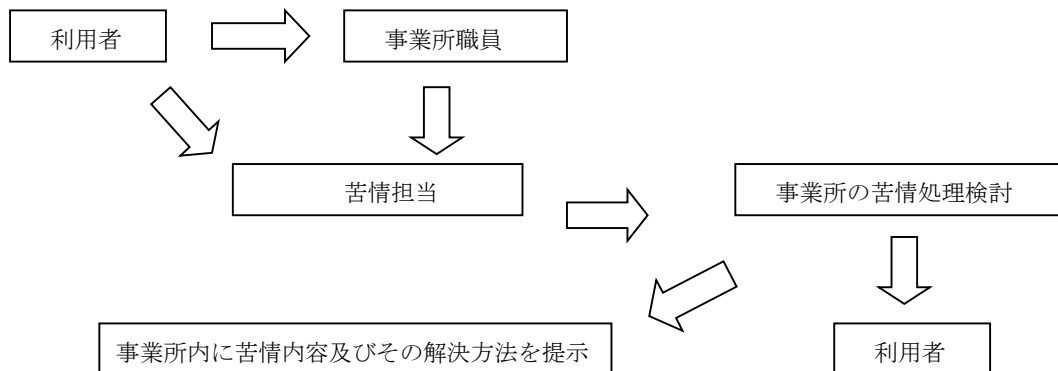 利用者
事業所職員
苦情担当
事業所の苦情処理検討
事業所内に苦情内容及びその解決方法を提示
利用者